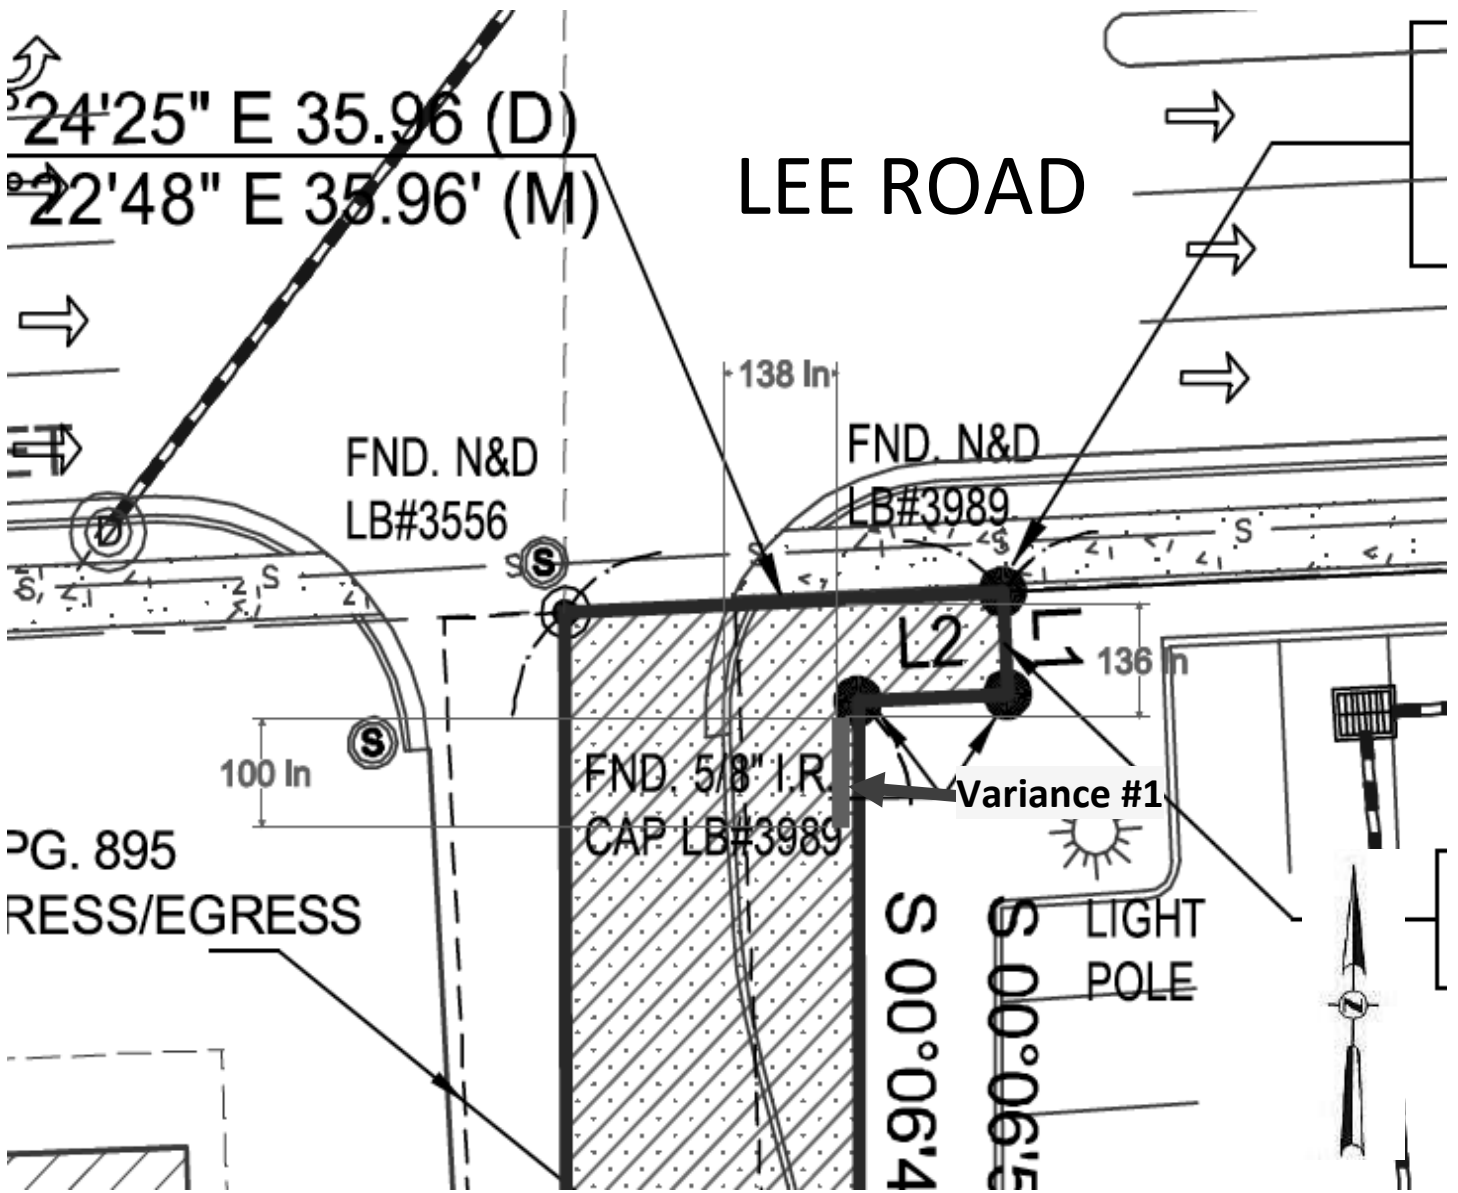 °24'25" E 35.96 (D)
°22'48" E 35.96' (M)
LEE ROAD
138 In
FND. N&D
LB#3556
FND. N&D
LB#3989
D
S
S
S
S
S
S
S
L2
L1
136 In
S
100 In
FND. 5/8" I.R.
CAP LB#3989
Variance #1
PG. 895
RESS/EGRESS
LIGHT
POLE
S 00°06'4
S 00°06'5
Z